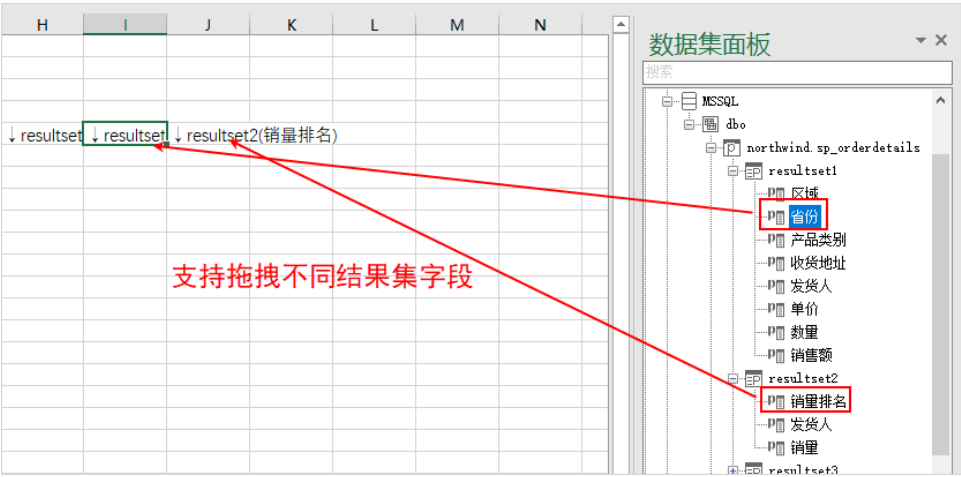 H I J K L M N
↓resultset ↓resultset ↓resultset2(销量排名)
支持拖拽不同结果集字段
数据集面板
搜索
MSSQL
dbo
northwind.sp_orderdetails
resultset1
区域
省份
产品类别
收货地址
发货人
单价
数量
销售额
resultset2
销量排名
发货人
销量
resultset3